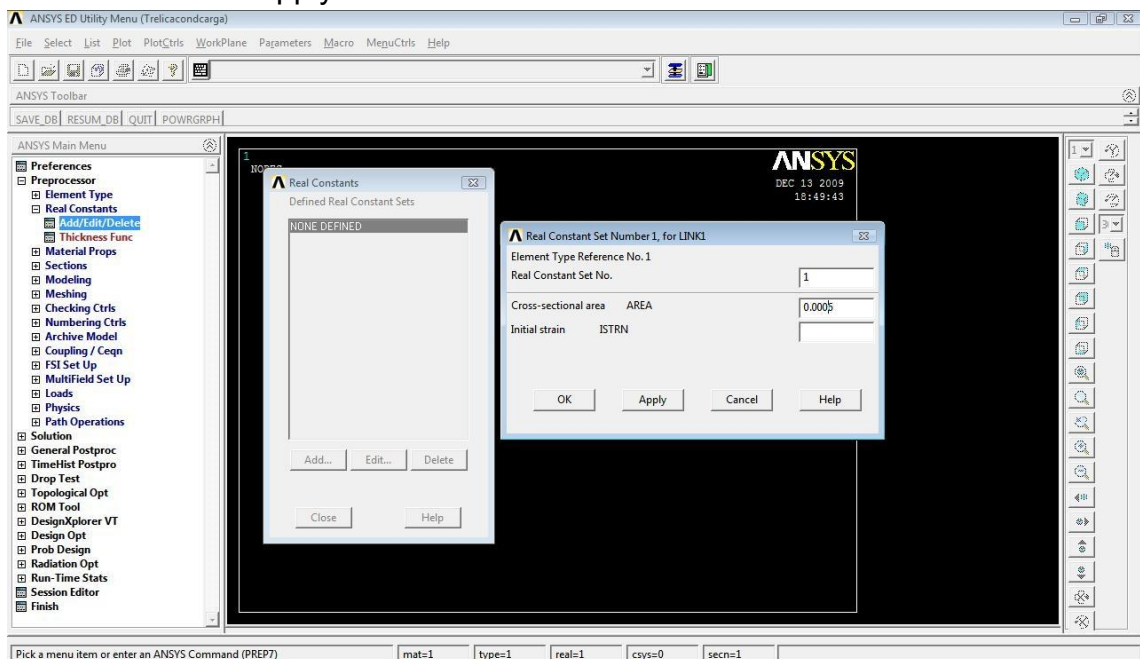 ANSYS ED Utility Menu (Trelicacondcarga)
File Select List Plot PlotCtrls WorkPlane Parameters Macro MenuCtrls Help
ANSYS Toolbar
SAVE_DB RESUM_DB QUIT POWRGRPH
ANSYS Main Menu
Preferences
Preprocessor
Element Type
Real Constants
Add/Edit/Delete
Thickness Func
Material Props
Sections
Modeling
Meshing
Checking Ctrls
Numbering Ctrls
Archive Model
Coupling / Ceqn
FSI Set Up
MultiField Set Up
Loads
Physics
Path Operations
Solution
General Postproc
TimeHist Postpro
Drop Test
Topological Opt
ROM Tool
DesignXplorer VT
Design Opt
Prob Design
Radiation Opt
Run-Time Stats
Session Editor
Finish
1
ANSYS
DEC 13 2009
18:49:43
Real Constants
Defined Real Constant Sets
NONE DEFINED
Add... Edit... Delete
Close Help
Real Constant Set Number 1, for LINK1
Element Type Reference No. 1
Real Constant Set No. 1
Cross-sectional area AREA 0.0005
Initial strain ISTRN
OK Apply Cancel Help
1
3
Pick a menu item or enter an ANSYS Command (PREP7) mat=1 type=1 real=1 csys=0 secn=1